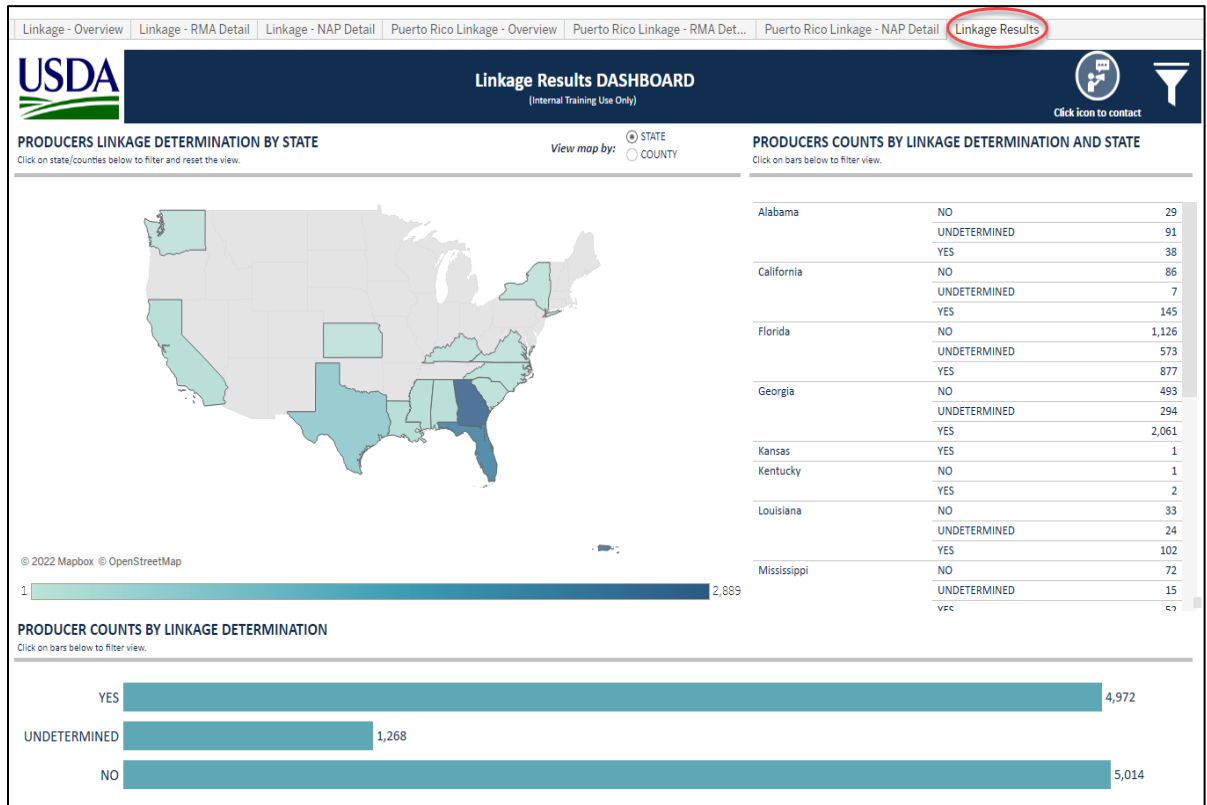 Linkage - Overview Linkage - RMA Detail Linkage - NAP Detail Puerto Rico Linkage - Overview Puerto Rico Linkage - RMA Det... Puerto Rico Linkage - NAP Detail Linkage Results
USDA
Linkage Results DASHBOARD
(Internal Training Use Only)
Click icon to contact
PRODUCERS LINKAGE DETERMINATION BY STATE
Click on state/counties below to filter and reset the view.
View map by:
STATE
COUNTY
© 2022 Mapbox © OpenStreetMap
1 2,889
PRODUCERS COUNTS BY LINKAGE DETERMINATION AND STATE
Click on bars below to filter view.
Alabama NO 29
UNDETERMINED 91
YES 38
California NO 86
UNDETERMINED 7
YES 145
Florida NO 1,126
UNDETERMINED 573
YES 877
Georgia NO 493
UNDETERMINED 294
YES 2,061
Kansas YES 1
Kentucky NO 1
YES 2
Louisiana NO 33
UNDETERMINED 24
YES 102
Mississippi NO 72
UNDETERMINED 15
YES 52
PRODUCER COUNTS BY LINKAGE DETERMINATION
Click on bars below to filter view.
YES 4,972
UNDETERMINED 1,268
NO 5,014